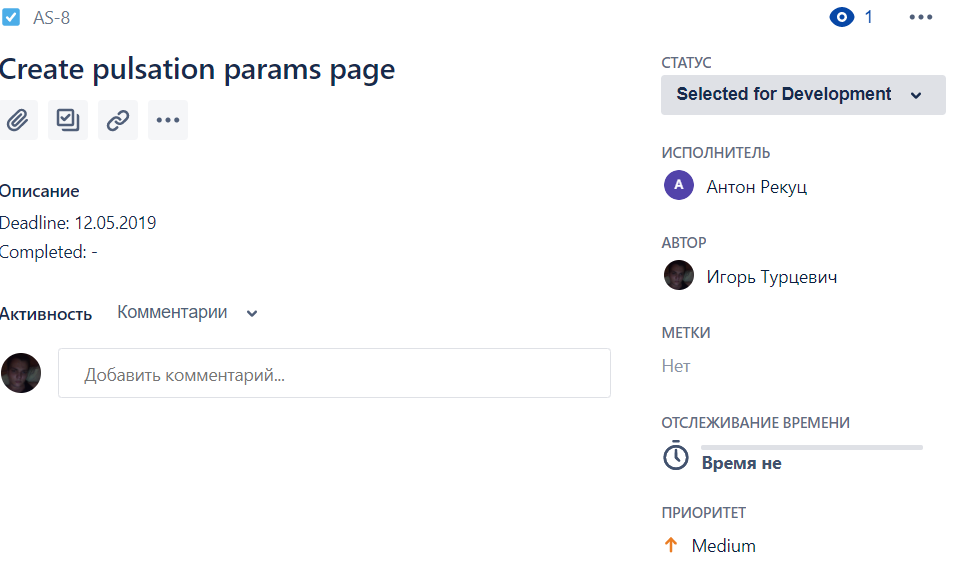 AS-8
1
Create pulsation params page
Описание
Deadline: 12.05.2019
Completed: -
Активность Комментарии
Добавить комментарий...
СТАТУС
Selected for Development
ИСПОЛНИТЕЛЬ
A Антон Рекуц
АВТОР
Игорь Турцевич
МЕТКИ
Нет
ОТСЛЕЖИВАНИЕ ВРЕМЕНИ
Время не
ПРИОРИТЕТ
Medium